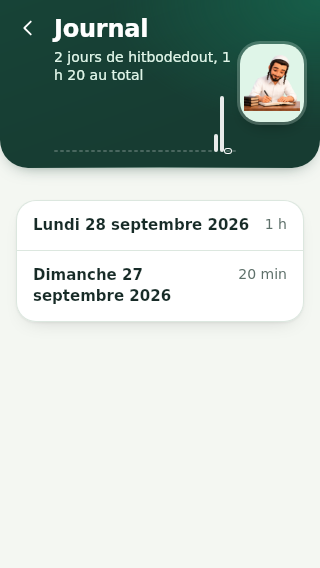 Journal
2 jours de hitbodedout, 1
h 20 au total
Lundi 28 septembre 2026 1 h
Dimanche 27 20 min
septembre 2026